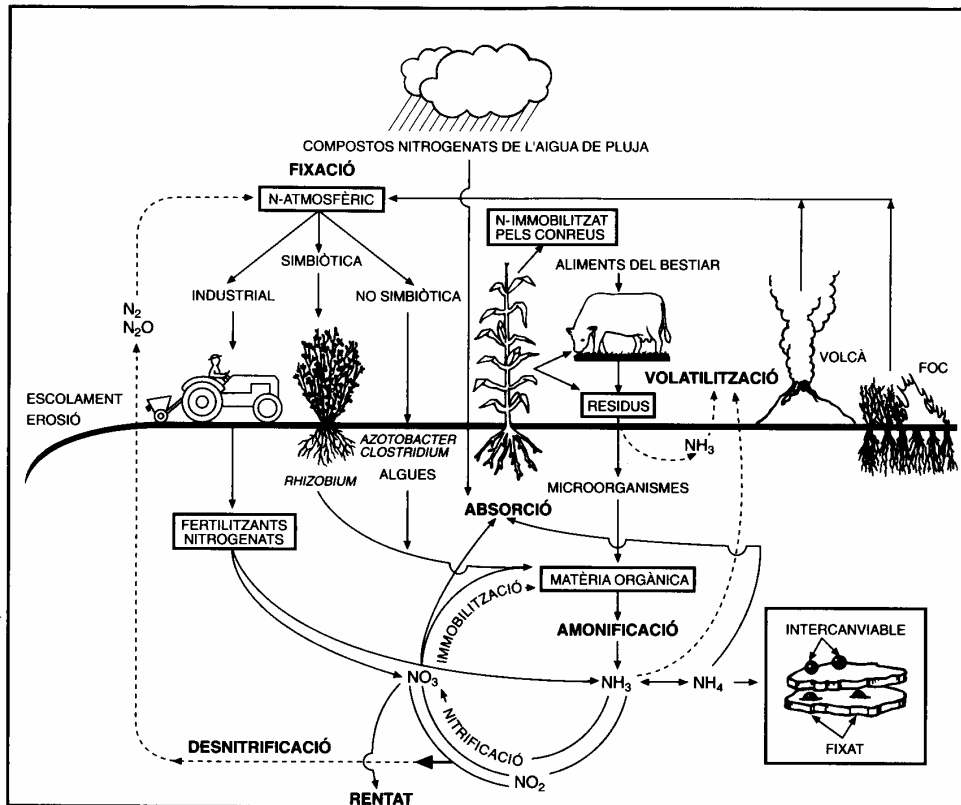 COMPOSTOS NITROGENATS DE L'AIGUA DE PLUJA
FIXACIÓ
N-ATMOSFÈRIC
N-IMMOBILITZAT
PELS CONREUS
SIMBIÒTICA
ALIMENTS DEL BESTIAR
INDUSTRIAL
NO SIMBIÒTICA
N2
N2O
VOLCÀ
FOC
VOLATILITZACIÓ
ESCOLAMENT
EROSIÓ
RESIDUS
AZOTOBACTER
CLOSTRIDIUM
NH3
RHIZOBIUM
ALGUES
MICROORGANISMES
ABSORCIÓ
FERTILITZANTS
NITROGENATS
MATÈRIA ORGÀNICA
IMMOBILITZACIÓ
AMONIFICACIÓ
INTERCANVIABLE
NO3
NH3
NH4
NITRIFICACIÓ
FIXAT
DESNITRIFICACIÓ
NO2
RENTAT